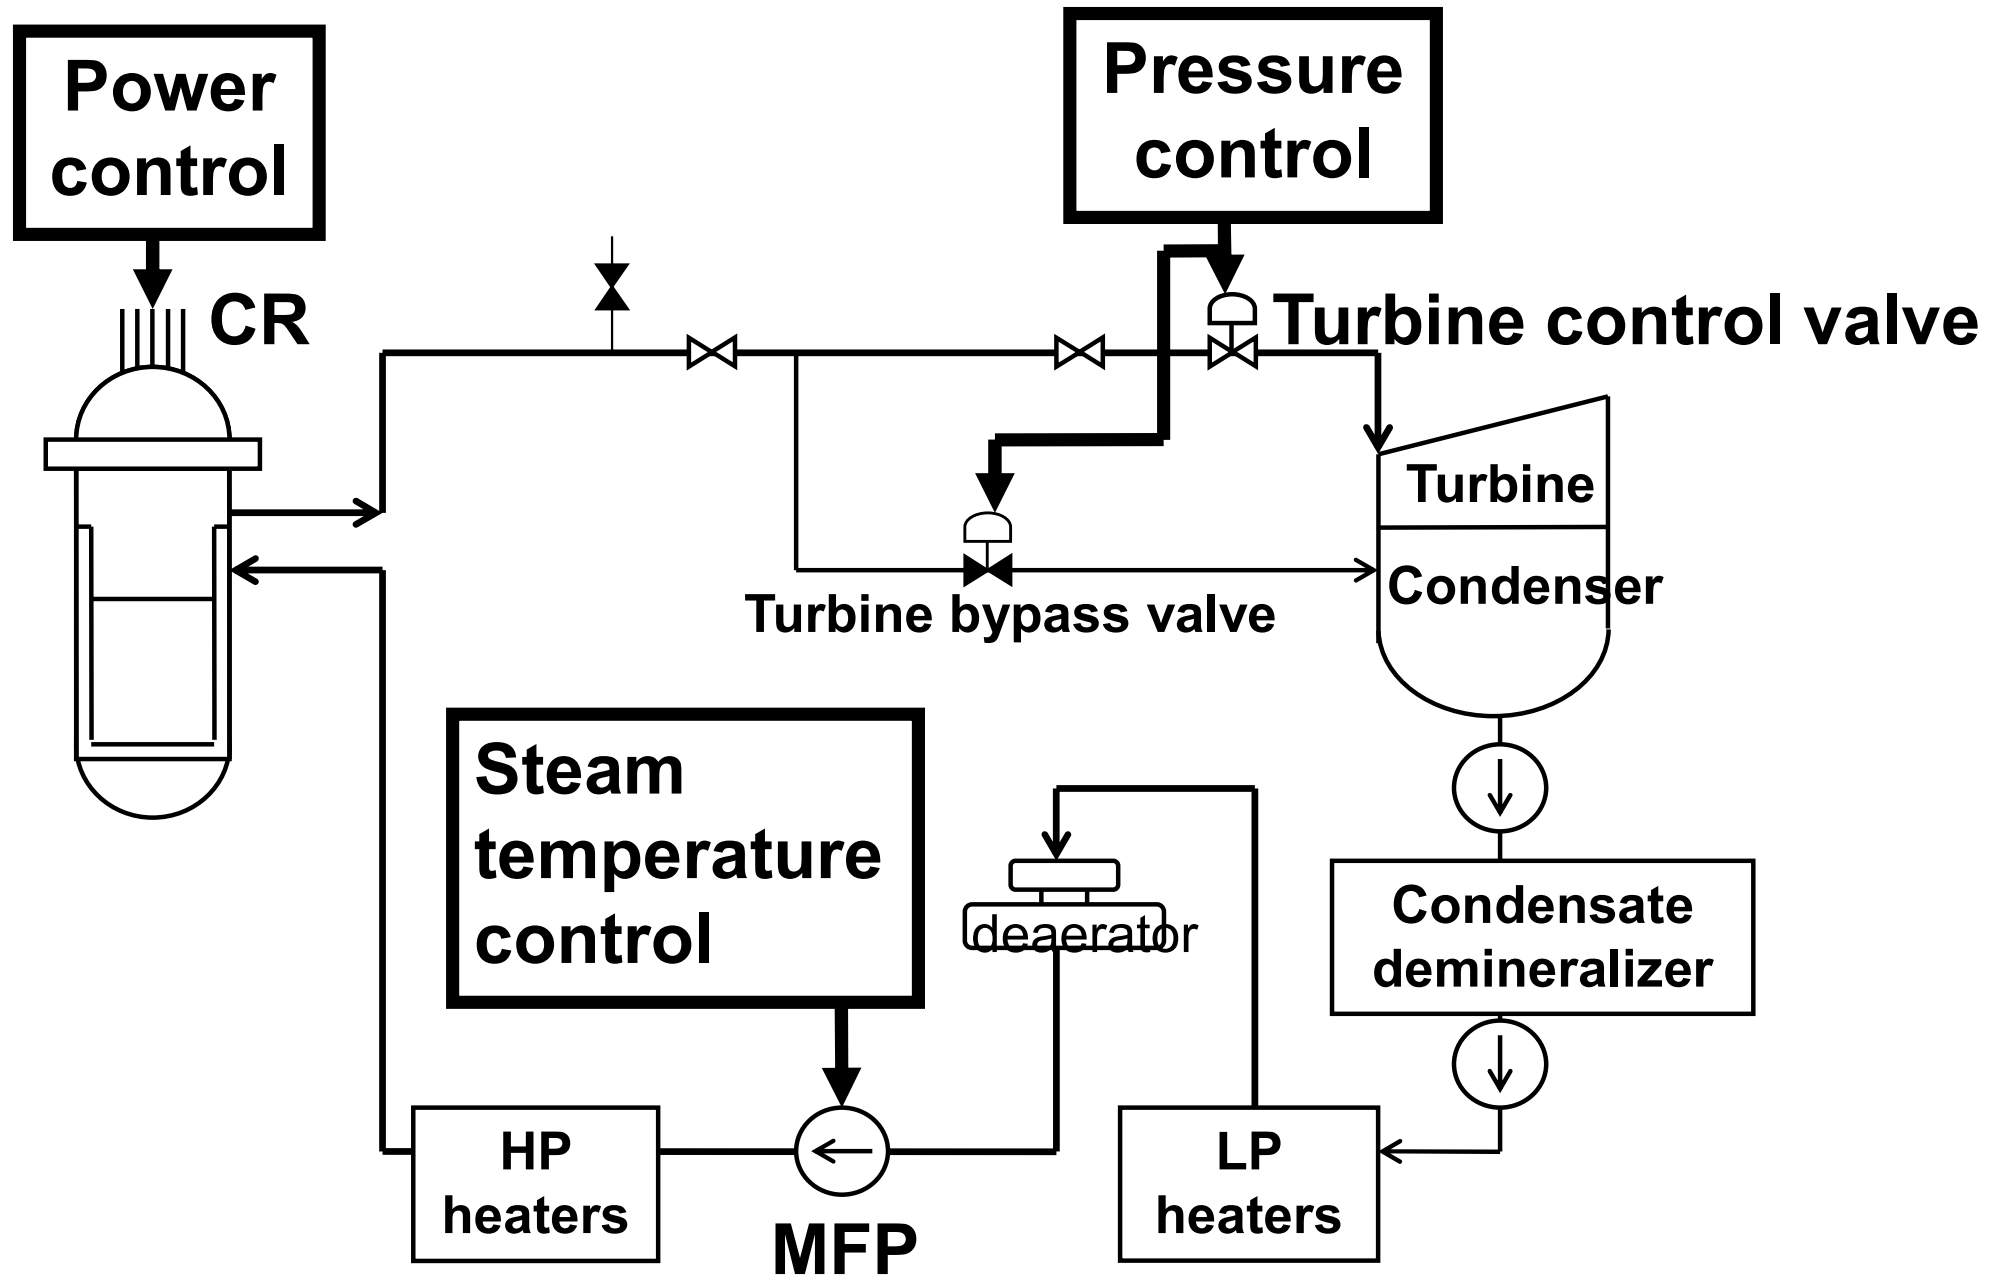 Power
control
Pressure
control
CR
Turbine control valve
Turbine
Condenser
Turbine bypass valve
Steam
temperature
control
deaerator
Condensate
demineralizer
HP
heaters
LP
heaters
MFP